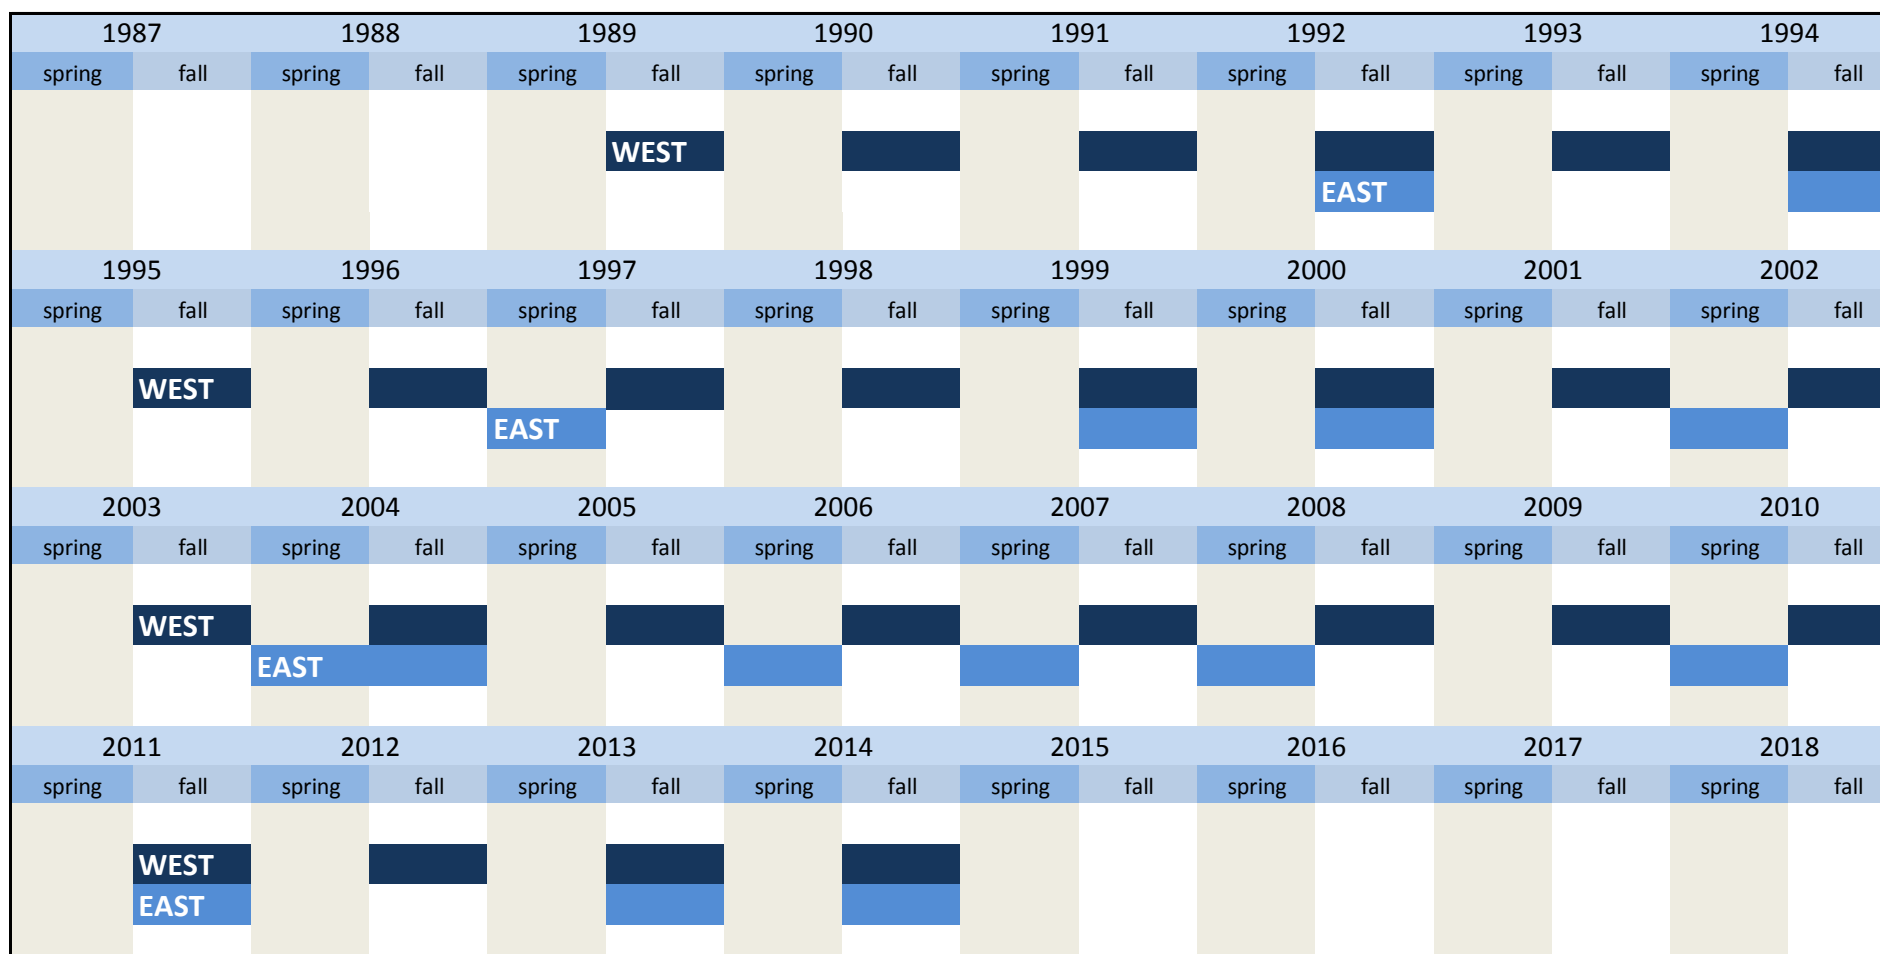 1987 1988 1989 1990 1991 1992 1993 1994
spring fall spring fall spring fall spring fall spring fall spring fall spring fall spring fall
WEST
EAST
1995 1996 1997 1998 1999 2000 2001 2002
spring fall spring fall spring fall spring fall spring fall spring fall spring fall spring fall
WEST
EAST
2003 2004 2005 2006 2007 2008 2009 2010
spring fall spring fall spring fall spring fall spring fall spring fall spring fall spring fall
WEST
EAST
2011 2012 2013 2014 2015 2016 2017 2018
spring fall spring fall spring fall spring fall spring fall spring fall spring fall spring fall
WEST
EAST